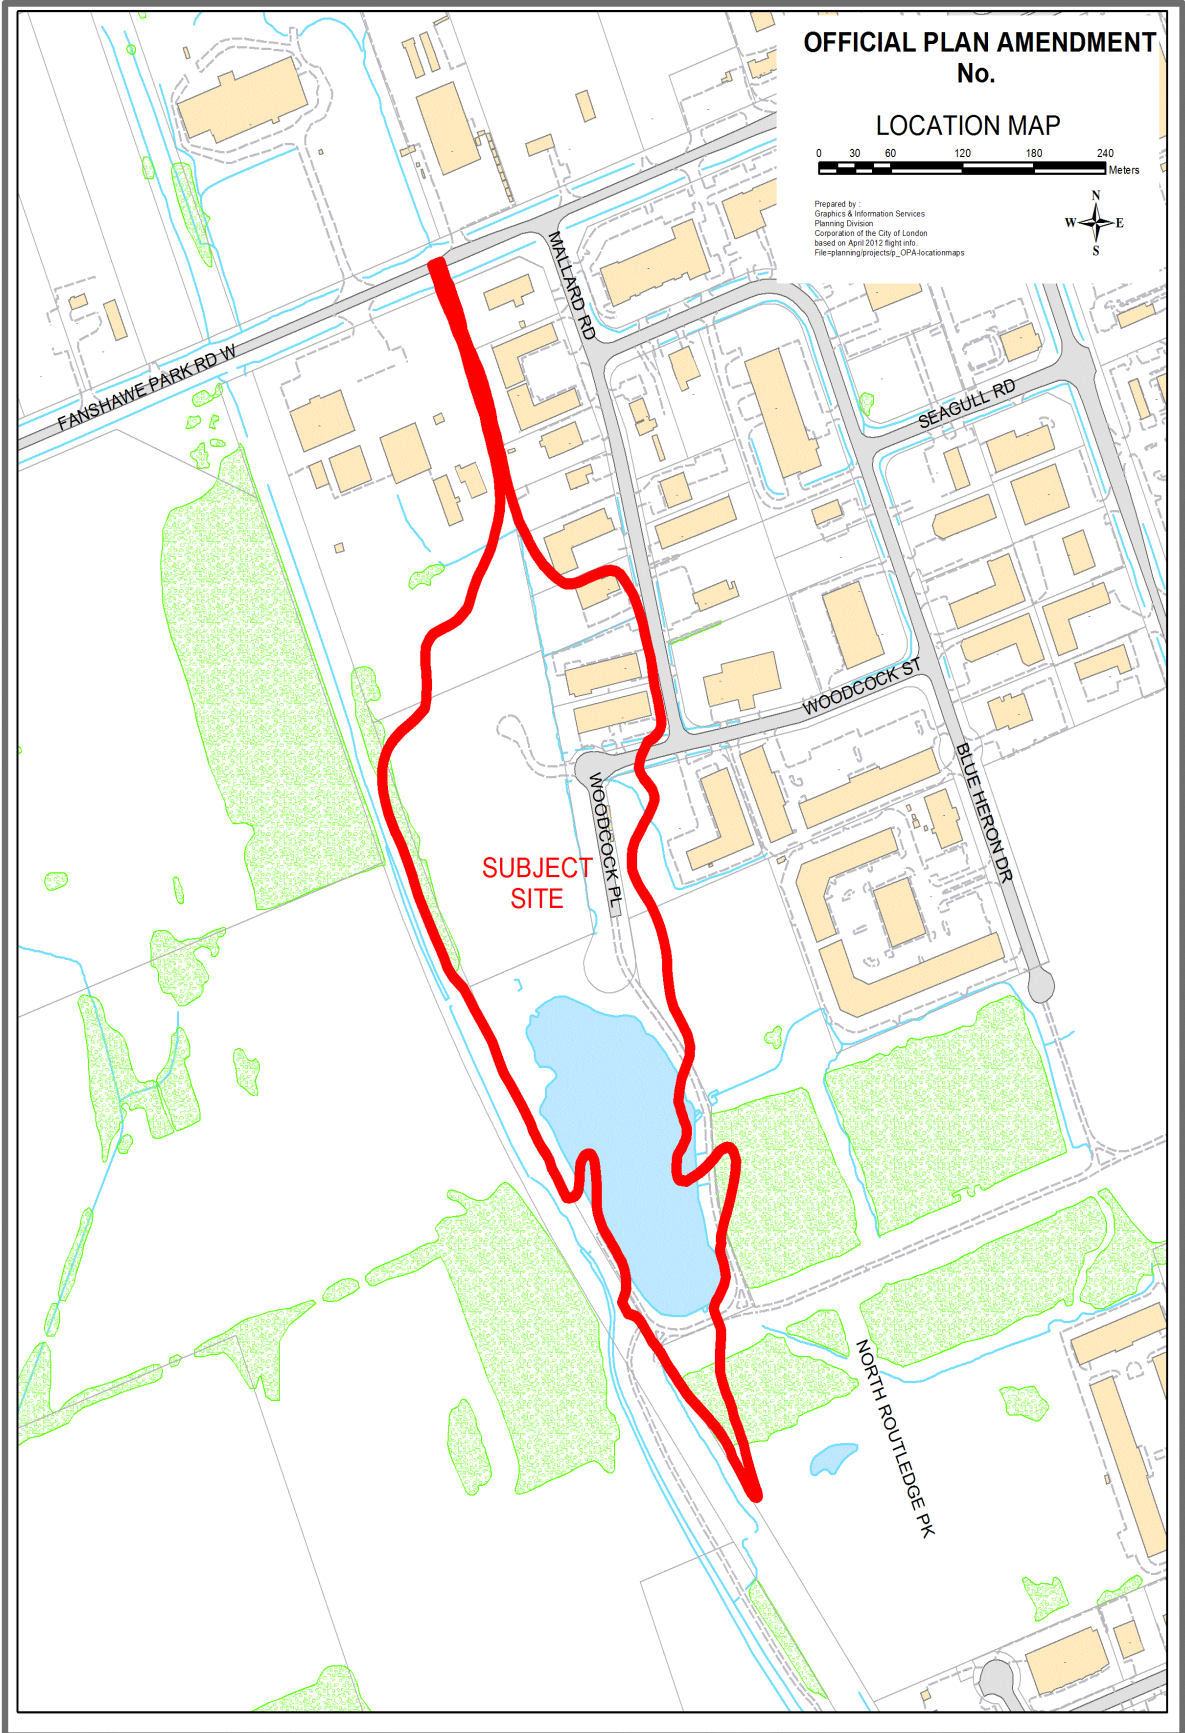 OFFICIAL PLAN AMENDMENT
No.
LOCATION MAP
0 30 60 120 180 240
Meters
Prepared by :
Graphics & Information Services
Planning Division
Corporation of the City of London
based on April 2012 flight info.
File=planning/projects/p_OPA-locationmaps
N
W E
S
MALLARD RD
FANSHAWE PARK RD W
SEAGULL RD
WOODCOCK ST
BLUE HERON DR
WOODCOCK PL
SUBJECT
SITE
NORTH ROUTLEDGE PK